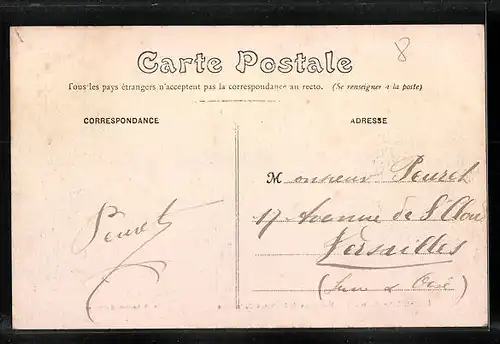 8
Carte Postale
Tous les pays étrangers n'acceptent pas la correspondance au recto. (Se renseigner à la poste)
CORRESPONDANCE
ADRESSE
Monsieur Peuret
17 Avenue de St Clou
Versailles
(Seine & Oise)
Peuret